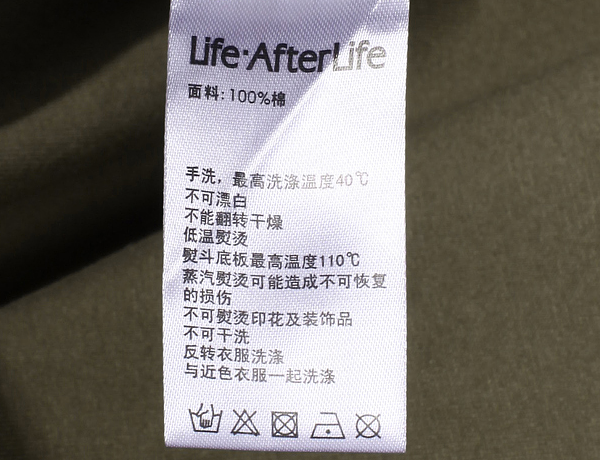 Life·AfterLife
面料:100%棉
手洗，最高洗涤温度40℃
不可漂白
不能翻转干燥
低温熨烫
熨斗底板最高温度110℃
蒸汽熨烫可能造成不可恢复
的损伤
不可熨烫印花及装饰品
不可干洗
反转衣服洗涤
与近色衣服一起洗涤